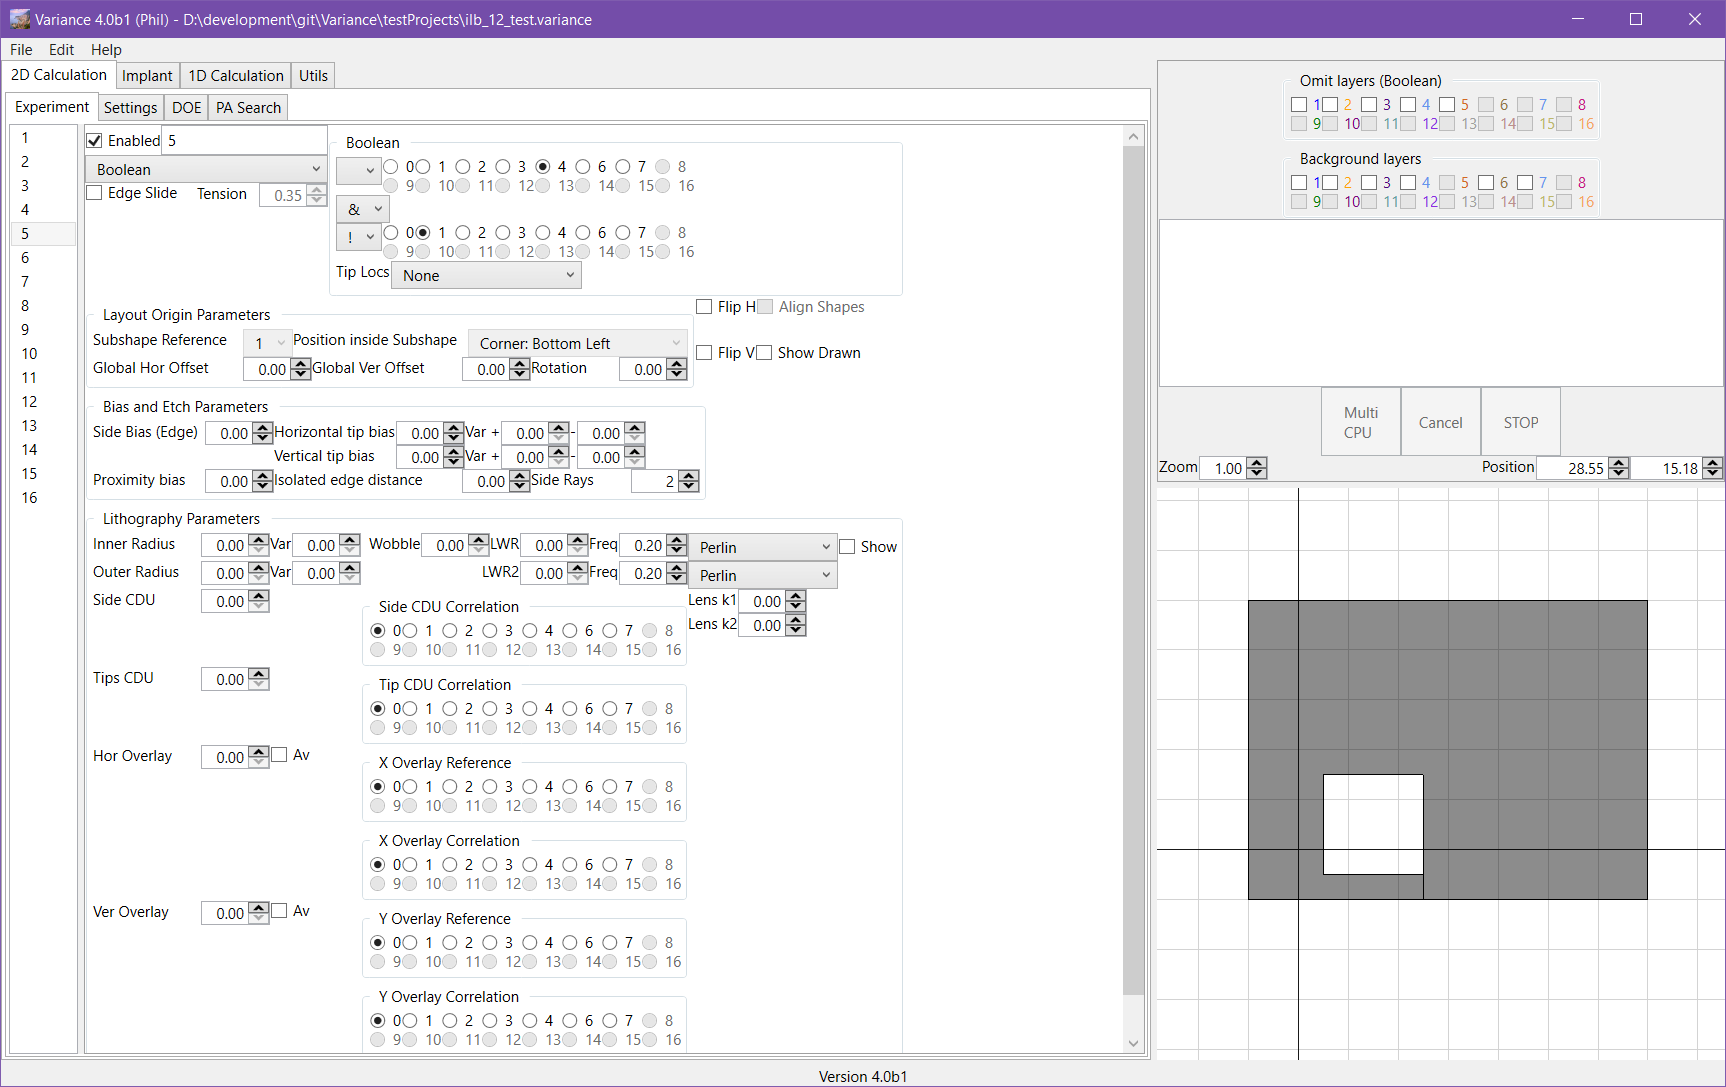 Variance 4.0b1 (Phil) - D:\development\git\Variance\testProjects\ilb_12_test.variance
File Edit Help
2D Calculation Implant 1D Calculation Utils
Experiment Settings DOE PA Search
1
2
3
4
5
6
7
8
9
10
11
12
13
14
15
16
Enabled 5
Boolean
Edge Slide Tension 0.35
Boolean
0 1 2 3 4 6 7 8
9 10 11 12 13 14 15 16
&
! 0 1 2 3 4 6 7 8
9 10 11 12 13 14 15 16
Tip Locs None
Layout Origin Parameters
Subshape Reference 1 Position inside Subshape Corner: Bottom Left
Global Hor Offset 0.00 Global Ver Offset 0.00 Rotation 0.00
Flip H Align Shapes
Flip V Show Drawn
Bias and Etch Parameters
Side Bias (Edge) 0.00 Horizontal tip bias 0.00 Var + 0.00 - 0.00
Vertical tip bias 0.00 Var + 0.00 - 0.00
Proximity bias 0.00 Isolated edge distance 0.00 Side Rays 2
Lithography Parameters
Inner Radius 0.00 Var 0.00 Wobble 0.00 LWR 0.00 Freq 0.20 Perlin Show
Outer Radius 0.00 Var 0.00 LWR2 0.00 Freq 0.20 Perlin
Side CDU 0.00
Side CDU Correlation
0 1 2 3 4 6 7 8
9 10 11 12 13 14 15 16
Lens k1 0.00
Lens k2 0.00
Tips CDU 0.00
Tip CDU Correlation
0 1 2 3 4 6 7 8
9 10 11 12 13 14 15 16
Hor Overlay 0.00 Av
X Overlay Reference
0 1 2 3 4 6 7 8
9 10 11 12 13 14 15 16
X Overlay Correlation
0 1 2 3 4 6 7 8
9 10 11 12 13 14 15 16
Ver Overlay 0.00 Av
Y Overlay Reference
0 1 2 3 4 6 7 8
9 10 11 12 13 14 15 16
Y Overlay Correlation
0 1 2 3 4 6 7 8
9 10 11 12 13 14 15 16
Omit layers (Boolean)
1 2 3 4 5 6 7 8
9 10 11 12 13 14 15 16
Background layers
1 2 3 4 5 6 7 8
9 10 11 12 13 14 15 16
Multi
CPU
Cancel
STOP
Zoom 1.00 Position 28.55 15.18
Version 4.0b1